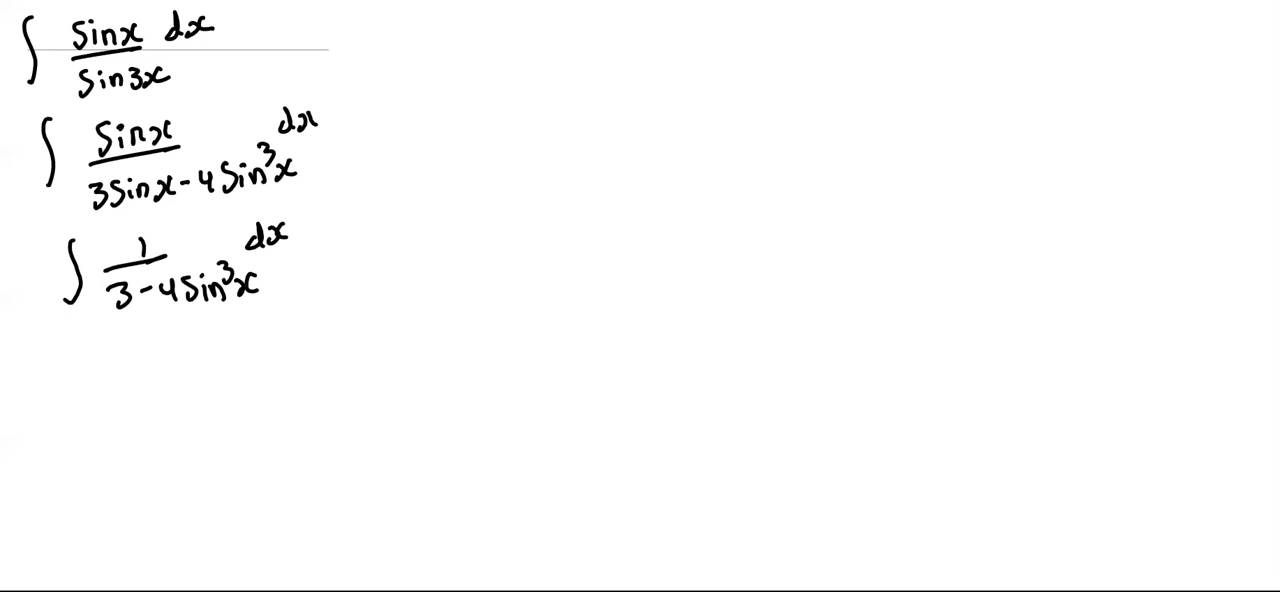 ∫ sinx/sin3x dx
∫ sinx/(3sinx-4sin³x) dx
∫ 1/(3-4sin³x) dx